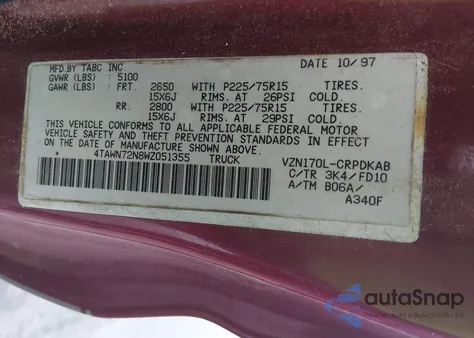 MFD.BY TABC INC. DATE 10/97
GVWR (LBS) : 5100
GAWR (LBS) : FRT. 2650 WITH P225/75R15 TIRES.
15X6J RIMS. AT 26PSI COLD.
RR. 2800 WITH P225/75R15 TIRES.
15X6J RIMS. AT 29PSI COLD.
THIS VEHICLE CONFORMS TO ALL APPLICABLE FEDERAL MOTOR
VEHICLE SAFETY AND THEFT PREVENTION STANDARDS IN EFFECT
ON THE DATE OF MANUFACTURE SHOWN ABOVE.
4TAWN72N8WZ051355 TRUCK VZN170L-CRPDKAB
C/TR 3K4/FD10
A/TM B06A/
A340F
autoSnap